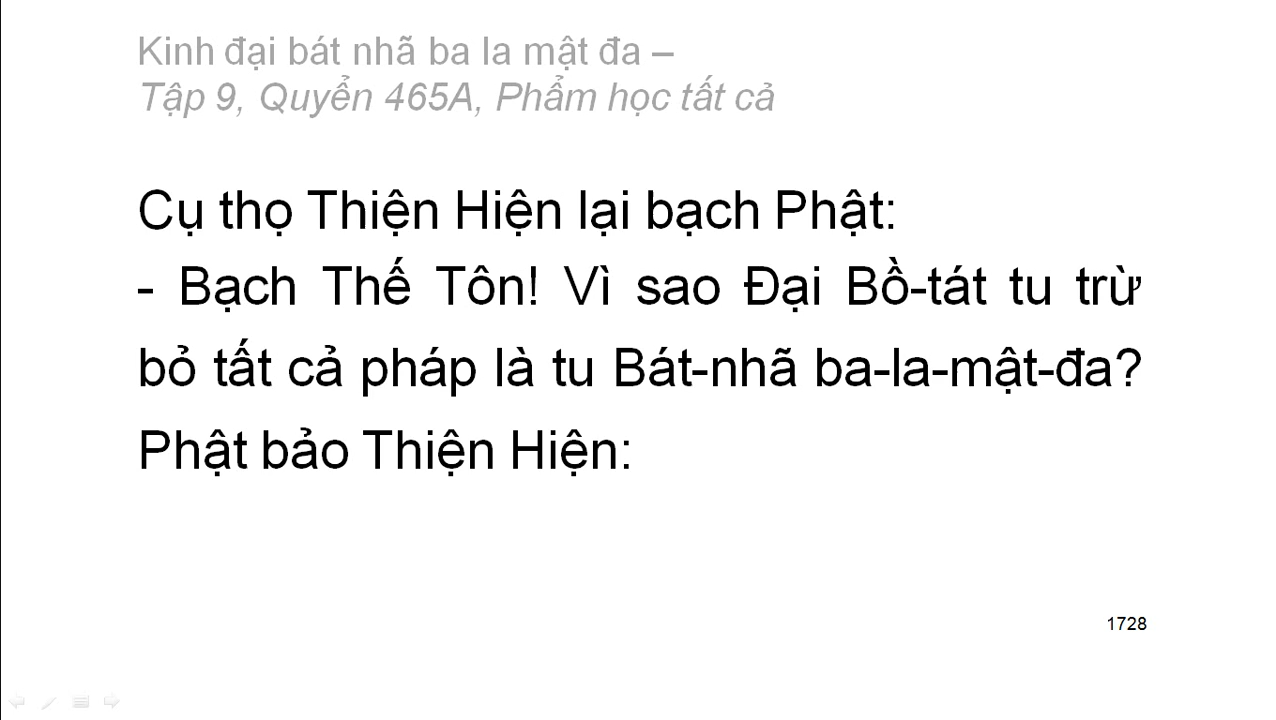 Kinh đại bát nhã ba la mật đa –
Tập 9, Quyển 465A, Phẩm học tất cả
Cụ thọ Thiện Hiện lại bạch Phật:
- Bạch Thế Tôn! Vì sao Đại Bồ-tát tu trừ
bỏ tất cả pháp là tu Bát-nhã ba-la-mật-đa?
Phật bảo Thiện Hiện:
1728